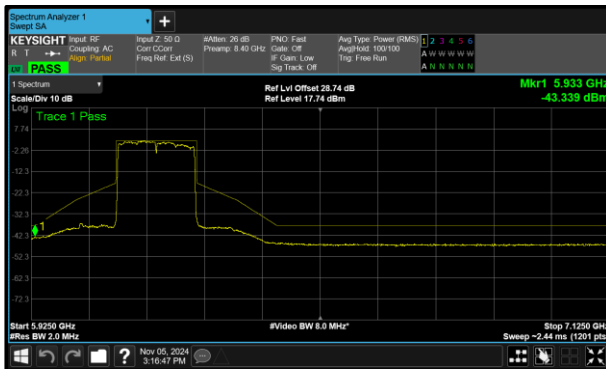 Spectrum Analyzer 1
Swept SA
+
KEYSIGHT Input: RF Input Z: 50 Ω #Atten: 26 dB PNO: Fast Avg Type: Power (RMS) 1 2 3 4 5 6
R T Coupling: AC Corr CCorr Preamp: 8.40 GHz Gate: Off Avg|Hold: 100/100 A W W W W W
Align: Partial Freq Ref: Ext (S) IF Gain: Low Trig: Free Run
LXI PASS Sig Track: Off A N N N N N
1 Spectrum Ref Lvl Offset 28.74 dB Mkr1 5.933 GHz
Scale/Div 10 dB Ref Level 17.74 dBm -43.339 dBm
Log
Trace 1 Pass
7.74
-2.26
-12.3
-22.3
-32.3
1
-42.3
-52.3
-62.3
-72.3
Start 5.9250 GHz #Video BW 8.0 MHz* Stop 7.1250 GHz
#Res BW 2.0 MHz Sweep ~2.44 ms (1201 pts)
? Nov 05, 2024
3:16:47 PM